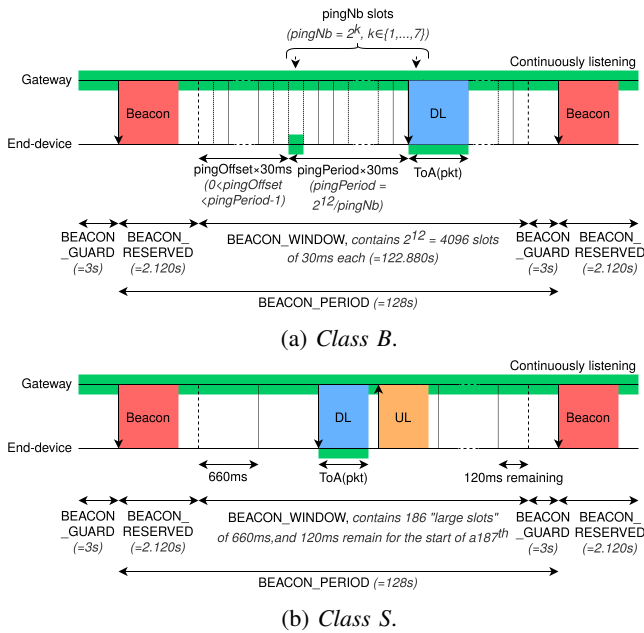 pingNb slots
(pingNb = 2^k, k∈{1,...,7})
Continuously listening
Gateway
Beacon
DL
Beacon
End-device
pingOffset×30ms
(0<pingOffset
<pingPeriod-1)
pingPeriod×30ms
(pingPeriod =
2^12/pingNb)
ToA(pkt)
BEACON
_GUARD
(=3s)
BEACON_
RESERVED
(=2.120s)
BEACON_WINDOW, contains 2^12 = 4096 slots
of 30ms each (=122.880s)
BEACON
_GUARD
(=3s)
BEACON_
RESERVED
(=2.120s)
BEACON_PERIOD (=128s)
(a) Class B.
Continuously listening
Gateway
Beacon
DL
UL
Beacon
End-device
660ms
ToA(pkt)
120ms remaining
BEACON
_GUARD
(=3s)
BEACON_
RESERVED
(=2.120s)
BEACON_WINDOW, contains 186 "large slots"
of 660ms,and 120ms remain for the start of a187^th
BEACON
_GUARD
(=3s)
BEACON_
RESERVED
(=2.120s)
BEACON_PERIOD (=128s)
(b) Class S.